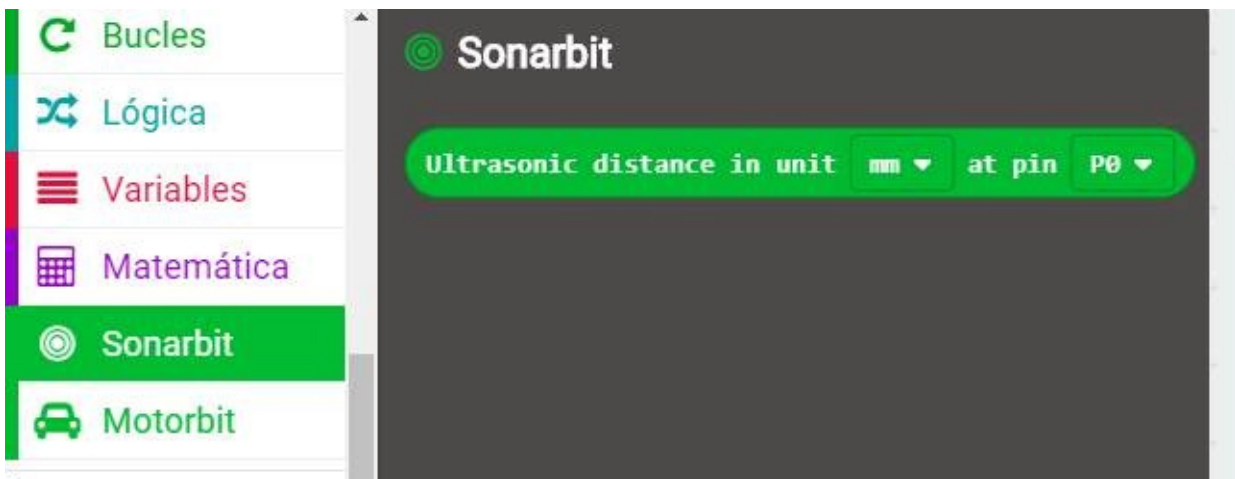 Bucles
Lógica
Variables
Matemática
Sonarbit
Motorbit
Sonarbit
Ultrasonic distance in unit mm at pin P0